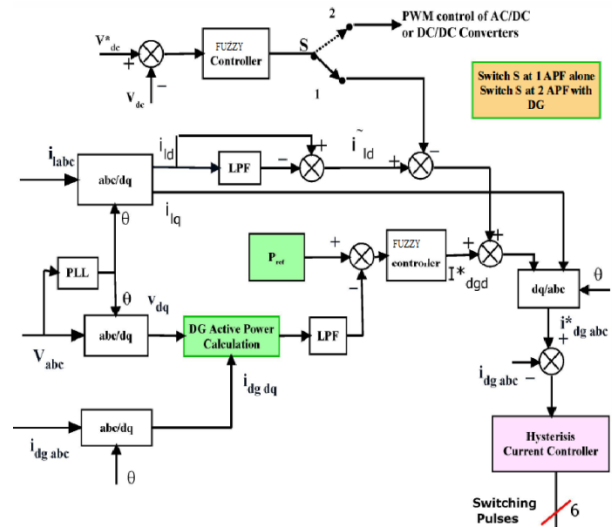 V*dc
+
−
Vdc
FUZZY
Controller
S
2
1
PWM control of AC/DC
or DC/DC Converters
Switch S at 1 APF alone
Switch S at 2 APF with
DG
ilabc
abc/dq
ild
LPF
−
+
i~ld
+
−
ilq
θ
PLL
θ
Vabc
abc/dq
vdq
DG Active Power
Calculation
LPF
Pref
+
−
FUZZY
controller
I*dgd
+
+
dq/abc
θ
i*dg abc
+
−
idg abc
idg dq
idg abc
abc/dq
θ
Hysterisis
Current Controller
Switching
Pulses
6